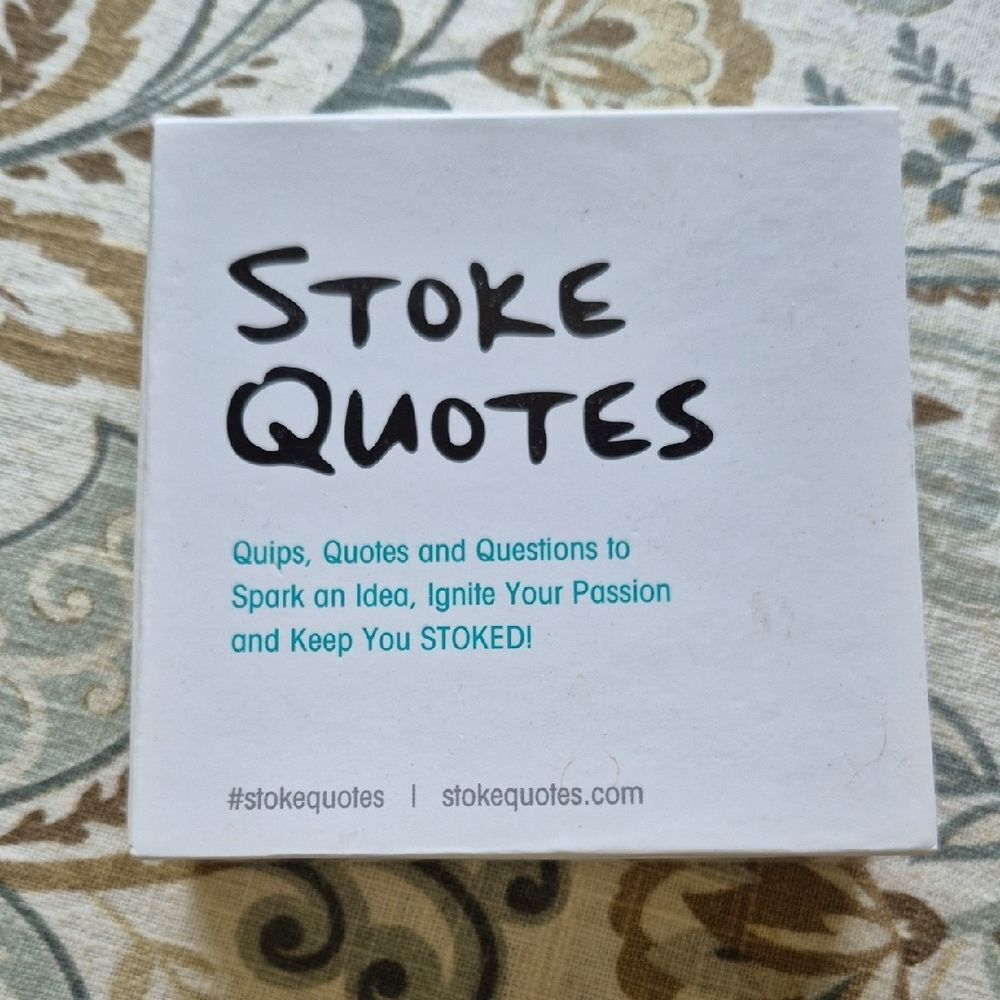 STOKE
QUOTES
Quips, Quotes and Questions to
Spark an Idea, Ignite Your Passion
and Keep You STOKED!
#stokequotes | stokequotes.com